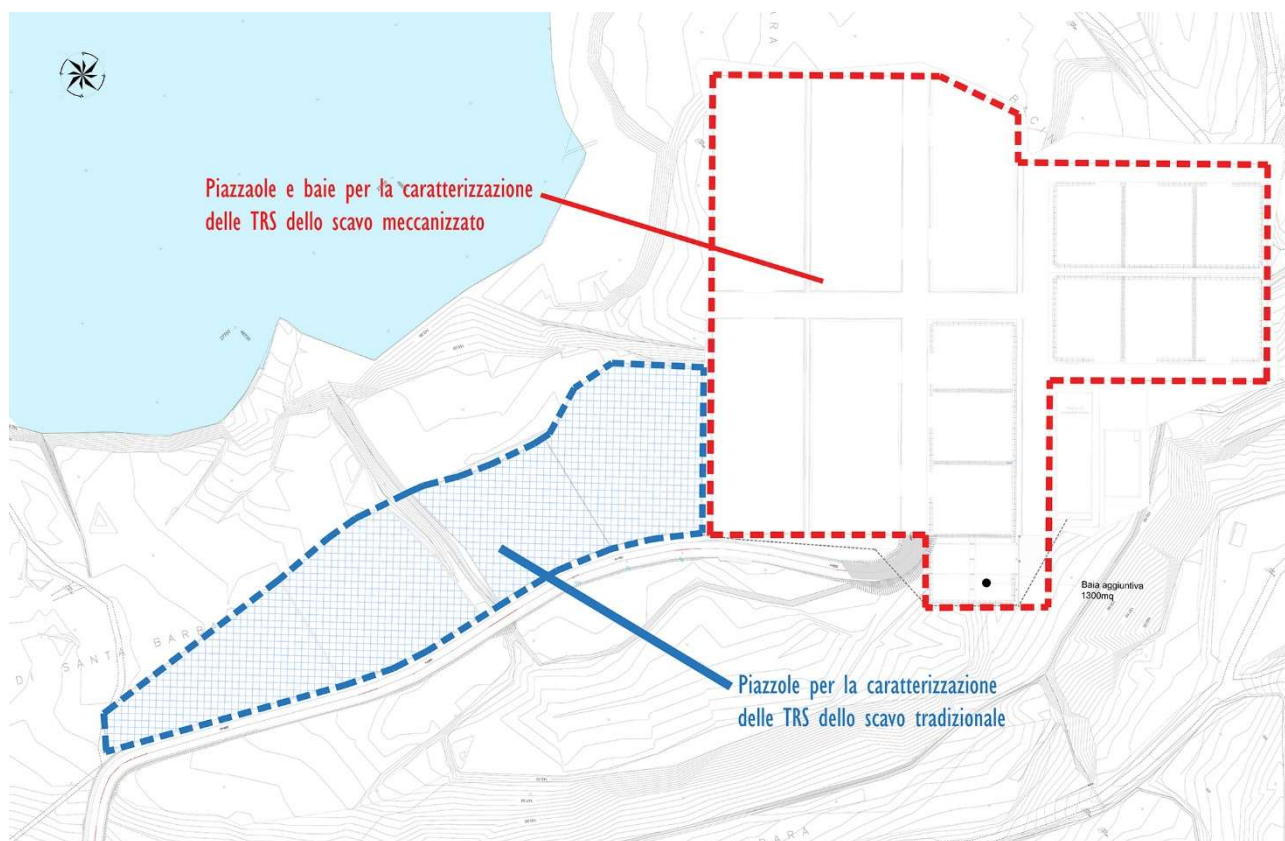 Piazzaole e baie per la caratterizzazione
delle TRS dello scavo meccanizzato
Baia aggiuntiva
1300mq
DI SANTA BARBA
Piazzole per la caratterizzazione
delle TRS dello scavo tradizionale